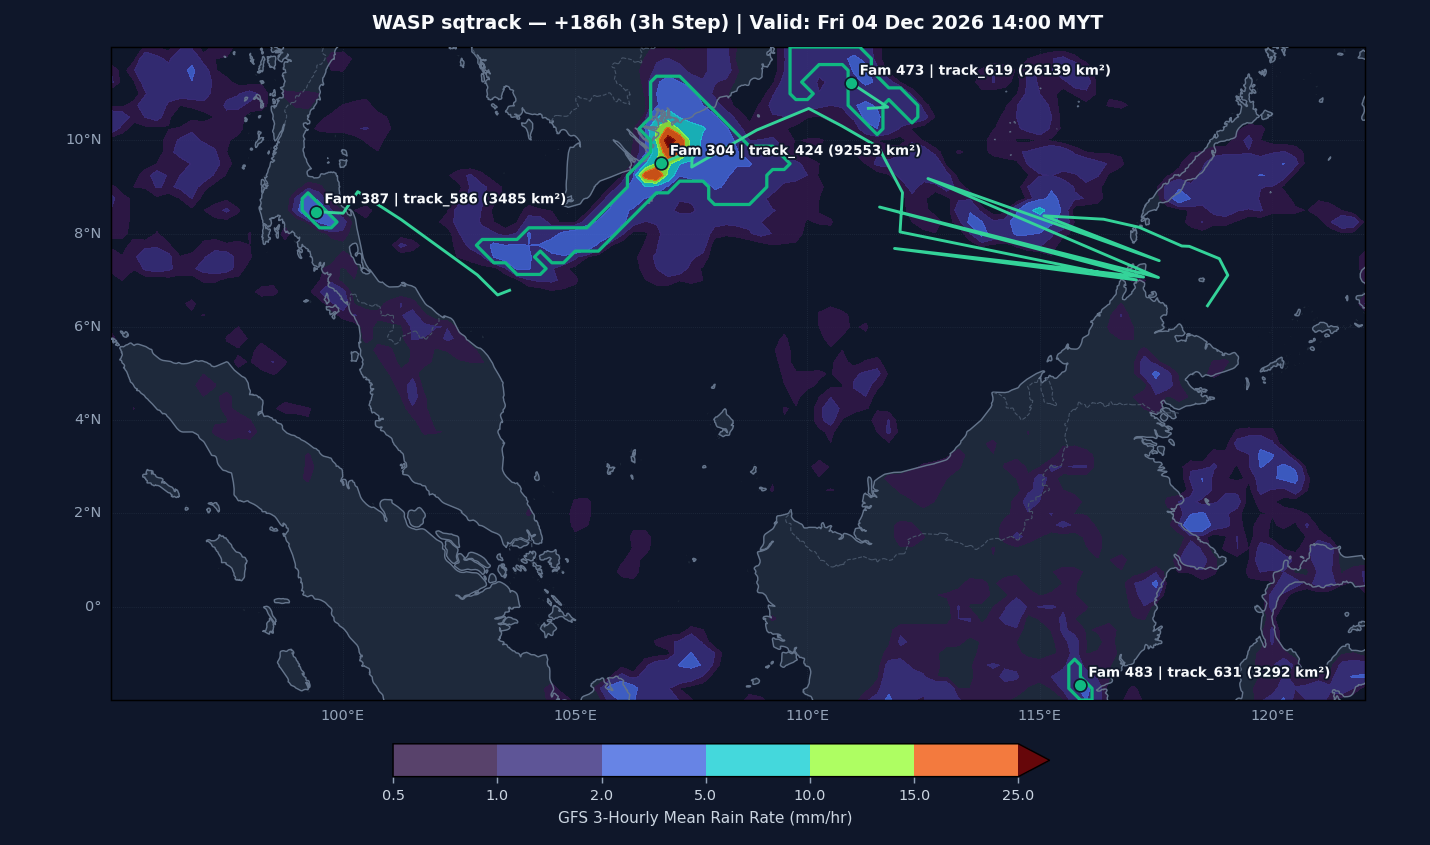 WASP sqtrack — +186h (3h Step) | Valid: Fri 04 Dec 2026 14:00 MYT
Fam 473 | track_619 (26139 km²)
10°N
Fam 304 | track_424 (92553 km²)
Fam 387 | track_586 (3485 km²)
8°N
6°N
4°N
2°N
0°
Fam 483 | track_631 (3292 km²)
100°E 105°E 110°E 115°E 120°E
0.5 1.0 2.0 5.0 10.0 15.0 25.0
GFS 3-Hourly Mean Rain Rate (mm/hr)